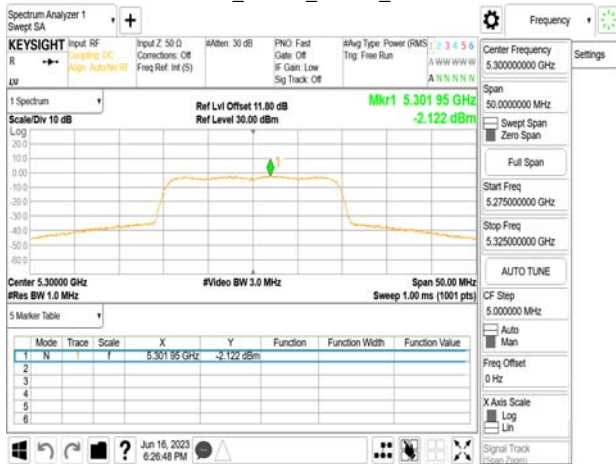 Spectrum Analyzer 1
Swept SA
+
Frequency
KEYSIGHT
R
LV
Input: RF
Coupling: DC
Align: Auto/No RF
Input Z: 50 Ω
Corrections: Off
Freq Ref: Int (S)
#Atten: 30 dB
PNO: Fast
Gate: Off
IF Gain: Low
Sig Track: Off
#Avg Type: Power (RMS
Trig: Free Run
1 2 3 4 5 6
A W W W W W
A N N N N N
1 Spectrum
Scale/Div 10 dB
Log
Ref Lvl Offset 11.80 dB
Ref Level 30.00 dBm
Mkr1 5.301 95 GHz
-2.122 dBm
20.0
10.0
0.00
-10.0
-20.0
-30.0
-40.0
-50.0
-60.0
1
Center 5.30000 GHz
#Video BW 3.0 MHz
Span 50.00 MHz
#Res BW 1.0 MHz
Sweep 1.00 ms (1001 pts)
5 Marker Table
Mode Trace Scale X Y Function Function Width Function Value
1 N 1 f 5.301 95 GHz -2.122 dBm
2
3
4
5
6
Jun 16, 2023
6:26:48 PM
?
Center Frequency
5.300000000 GHz
Settings
Span
50.0000000 MHz
Swept Span
Zero Span
Full Span
Start Freq
5.275000000 GHz
Stop Freq
5.325000000 GHz
AUTO TUNE
CF Step
5.000000 MHz
Auto
Man
Freq Offset
0 Hz
X Axis Scale
Log
Lin
Signal Track
(Span Zoom)